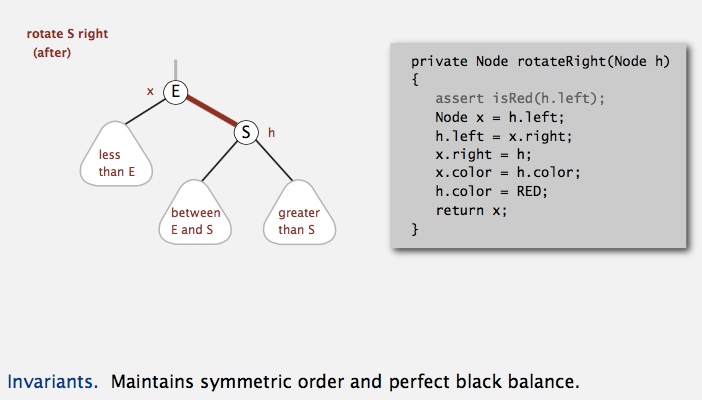 rotate S right
(after)
x
E
S
h
less
than E
between
E and S
greater
than S
private Node rotateRight(Node h)
{
assert isRed(h.left);
Node x = h.left;
h.left = x.right;
x.right = h;
x.color = h.color;
h.color = RED;
return x;
}
Invariants. Maintains symmetric order and perfect black balance.